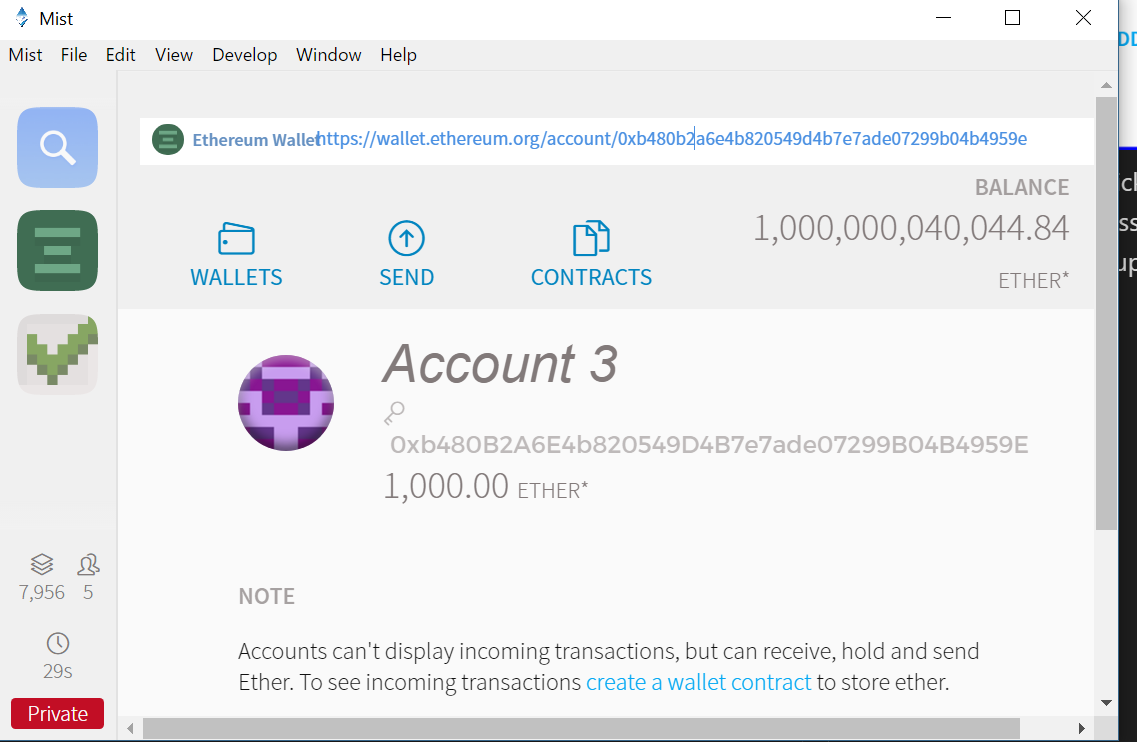 Mist
Mist File Edit View Develop Window Help
Ethereum Wallet https://wallet.ethereum.org/account/0xb480b2a6e4b820549d4b7e7ade07299b04b4959e
BALANCE
1,000,000,040,044.84
ETHER*
WALLETS SEND CONTRACTS
Account 3
0xb480B2A6E4b820549D4B7e7ade07299B04B4959E
1,000.00 ETHER*
NOTE
Accounts can't display incoming transactions, but can receive, hold and send
Ether. To see incoming transactions create a wallet contract to store ether.
7,956 5
29s
Private